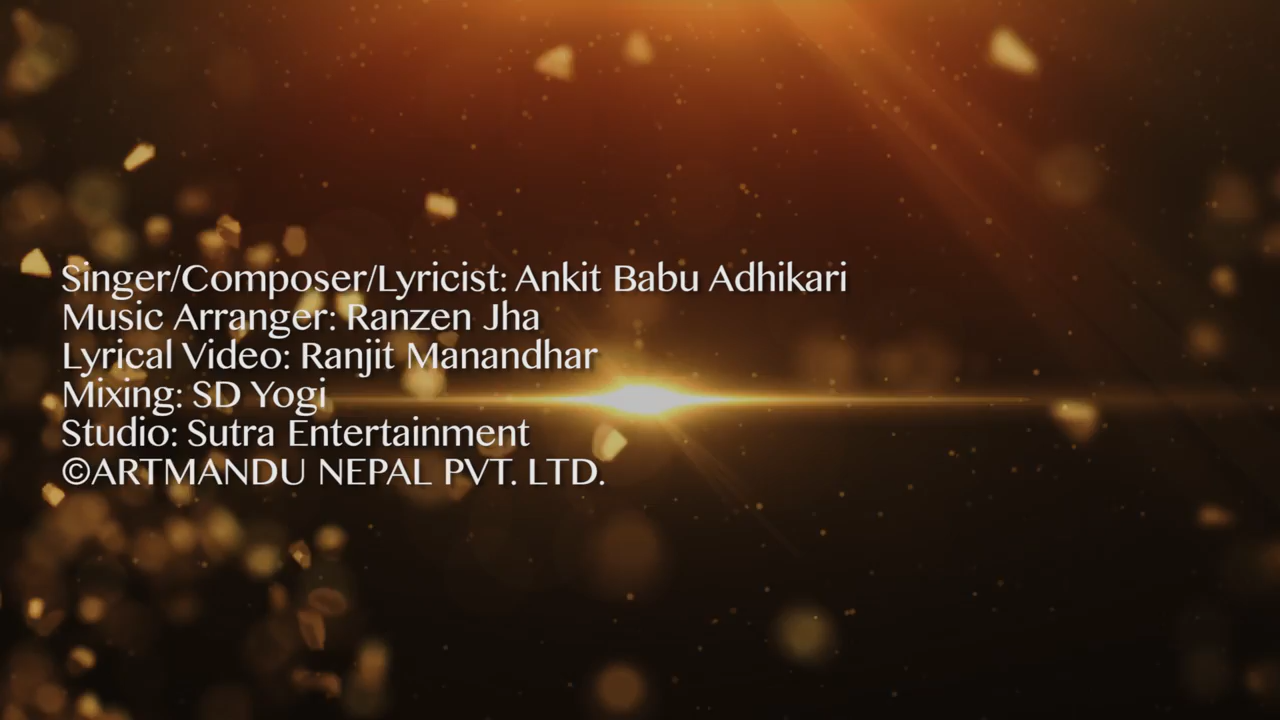 Singer/Composer/Lyricist: Ankit Babu Adhikari
Music Arranger: Ranzen Jha
Lyrical Video: Ranjit Manandhar
Mixing: SD Yogi
Studio: Sutra Entertainment
©ARTMANDU NEPAL PVT. LTD.